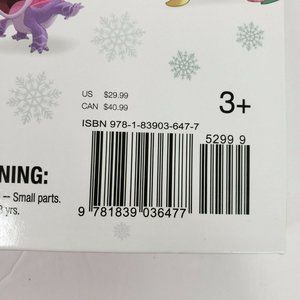 US $29.99
CAN $40.99
3+
ISBN 978-1-83903-647-7
5299 9
NING:
– Small parts.
yrs.
9 781839 036477